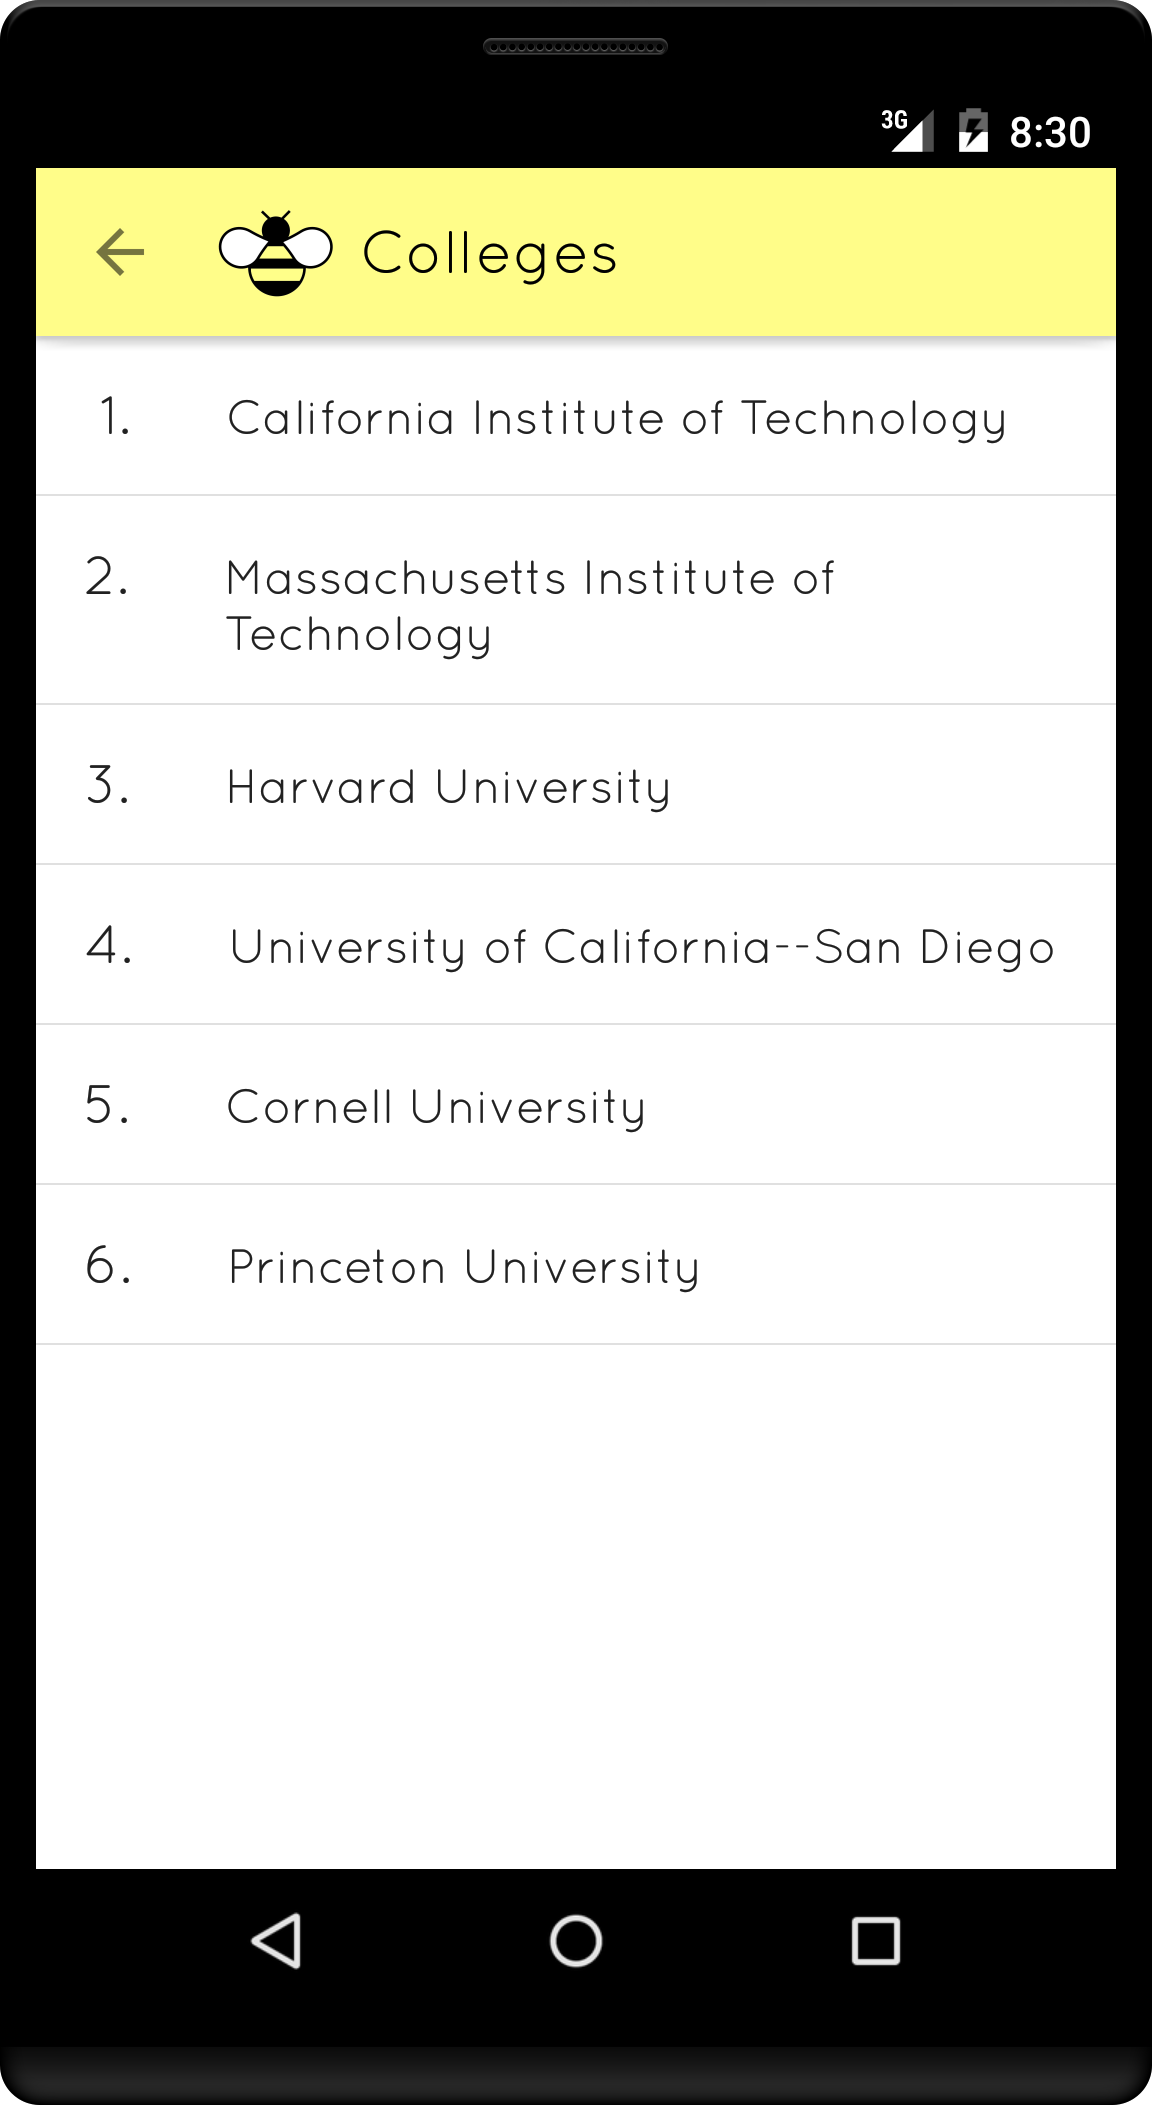 3G 8:30
Colleges
1. California Institute of Technology
2. Massachusetts Institute of
Technology
3. Harvard University
4. University of California--San Diego
5. Cornell University
6. Princeton University